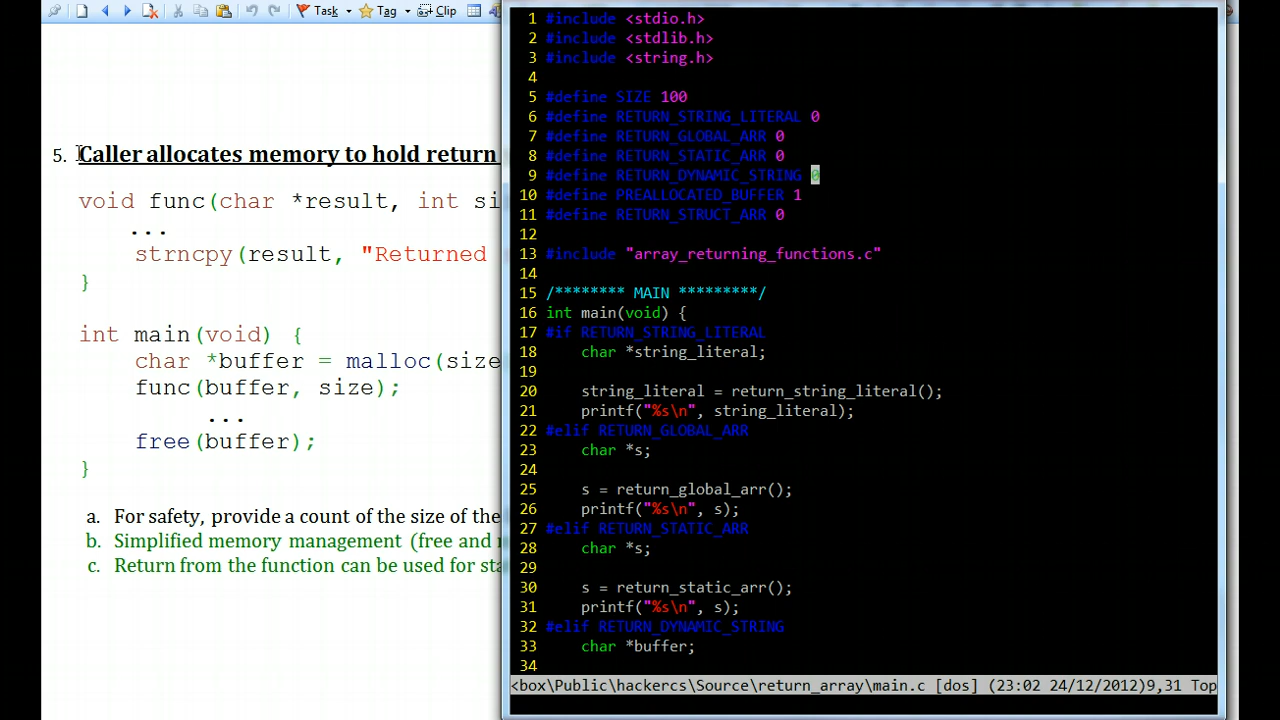 Task Tag Clip
5. Caller allocates memory to hold return
void func(char *result, int si
...
strncpy(result, "Returned
}
int main(void) {
char *buffer = malloc(size
func(buffer, size);
...
free(buffer);
}
a. For safety, provide a count of the size of the
b. Simplified memory management (free and
c. Return from the function can be used for sta
1 #include <stdio.h>
2 #include <stdlib.h>
3 #include <string.h>
4
5 #define SIZE 100
6 #define RETURN_STRING_LITERAL 0
7 #define RETURN_GLOBAL_ARR 0
8 #define RETURN_STATIC_ARR 0
9 #define RETURN_DYNAMIC_STRING 0
10 #define PREALLOCATED_BUFFER 1
11 #define RETURN_STRUCT_ARR 0
12
13 #include "array_returning_functions.c"
14
15 /******** MAIN *********/
16 int main(void) {
17 #if RETURN_STRING_LITERAL
18 char *string_literal;
19
20 string_literal = return_string_literal();
21 printf("%s\n", string_literal);
22 #elif RETURN_GLOBAL_ARR
23 char *s;
24
25 s = return_global_arr();
26 printf("%s\n", s);
27 #elif RETURN_STATIC_ARR
28 char *s;
29
30 s = return_static_arr();
31 printf("%s\n", s);
32 #elif RETURN_DYNAMIC_STRING
33 char *buffer;
34
<box\Public\hackercs\Source\return_array\main.c [dos] (23:02 24/12/2012)9,31 Top